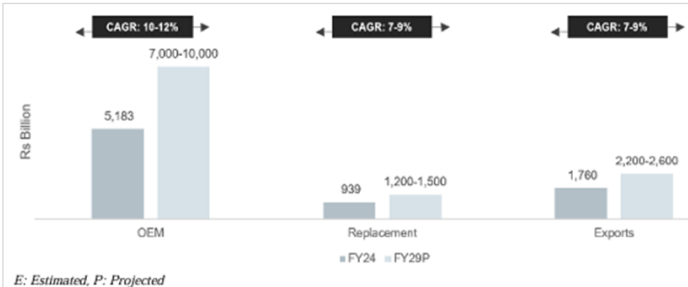 CAGR: 10-12%
CAGR: 7-9%
CAGR: 7-9%
7,000-10,000
5,183
939
1,200-1,500
1,760
2,200-2,600
Rs Billion
OEM
Replacement
Exports
FY24
FY29P
E: Estimated, P: Projected